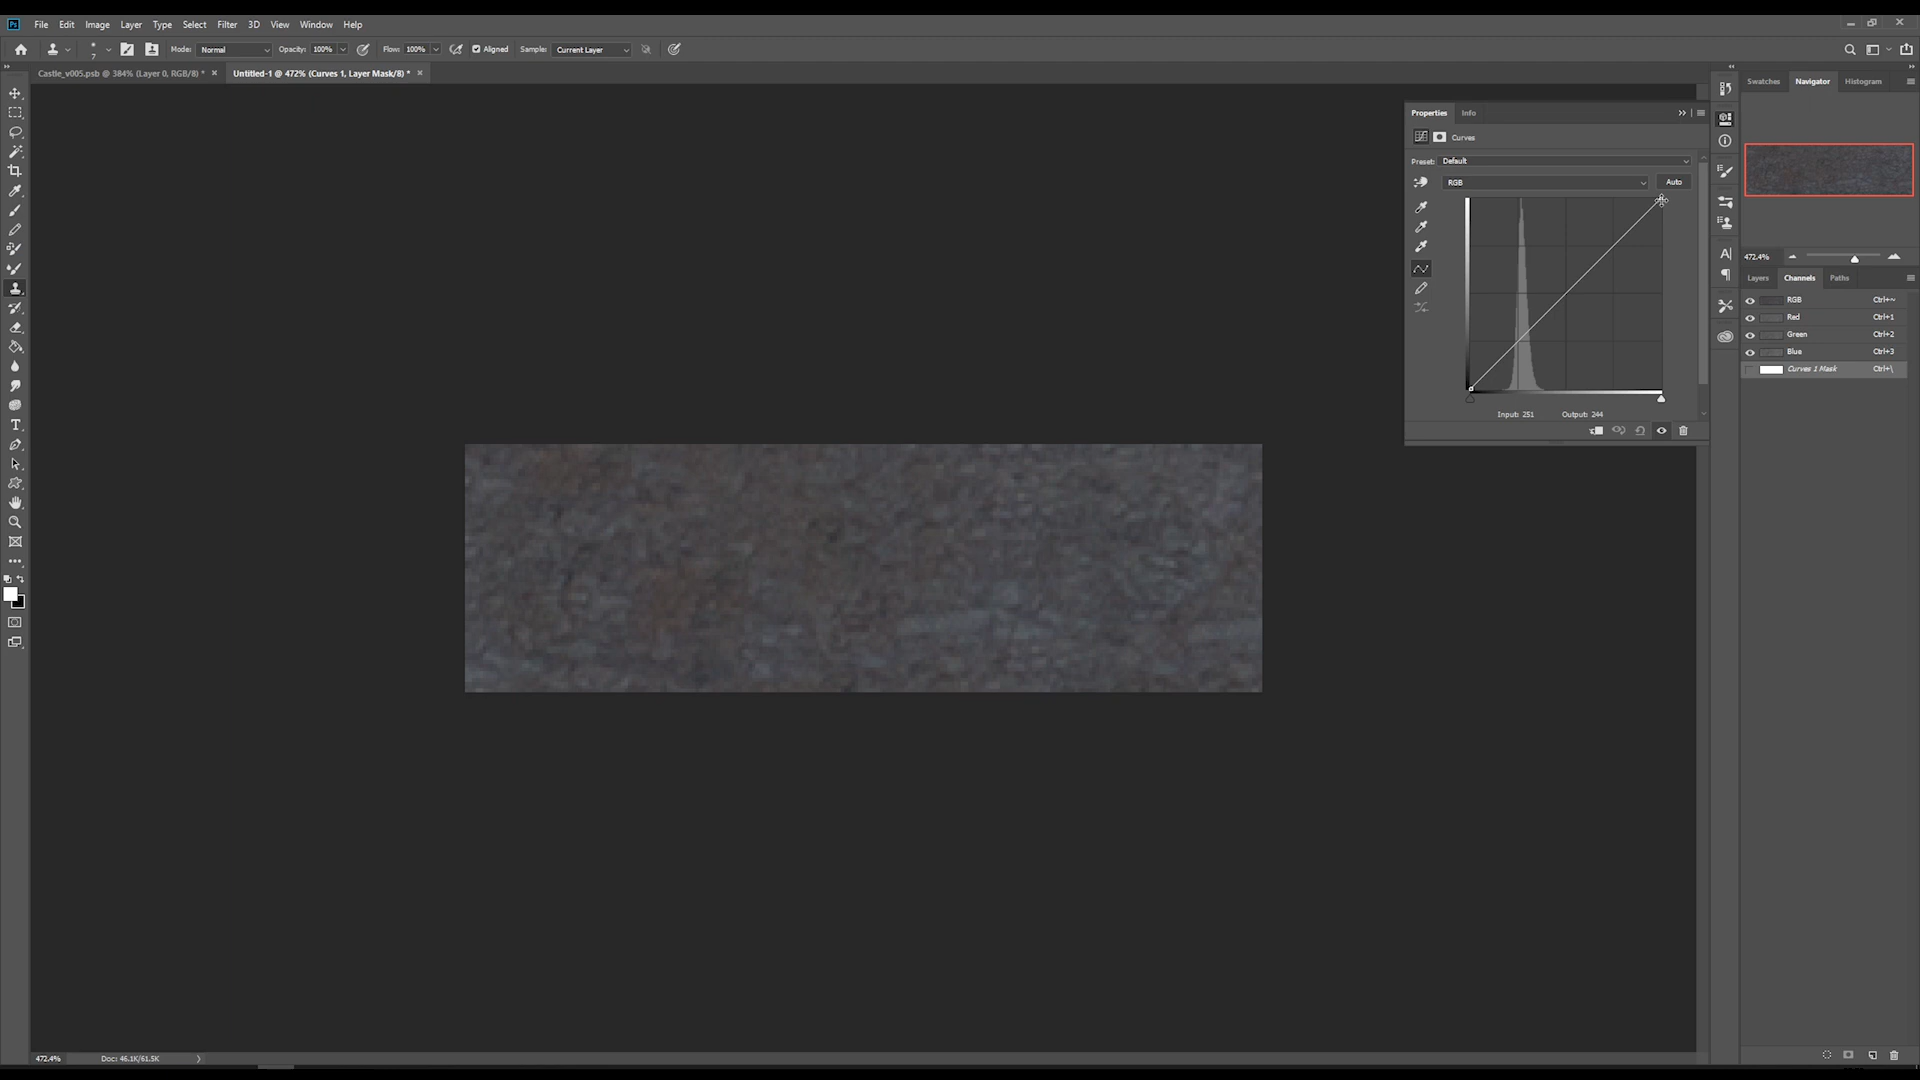 Ps File Edit Image Layer Type Select Filter 3D View Window Help
7 Mode: Normal Opacity: 100% Flow: 100% Aligned Sample: Current Layer
Castle_v005.psb @ 384% (Layer 0, RGB/8) * × Untitled-1 @ 472% (Curves 1, Layer Mask/8) * ×
Swatches Navigator Histogram
Properties Info
Curves
Preset: Default
RGB Auto
Input: 251 Output: 244
472.4%
Layers Channels Paths
RGB Ctrl+~
Red Ctrl+1
Green Ctrl+2
Blue Ctrl+3
Curves 1 Mask Ctrl+\
472.4% Doc: 46.1K/61.5K